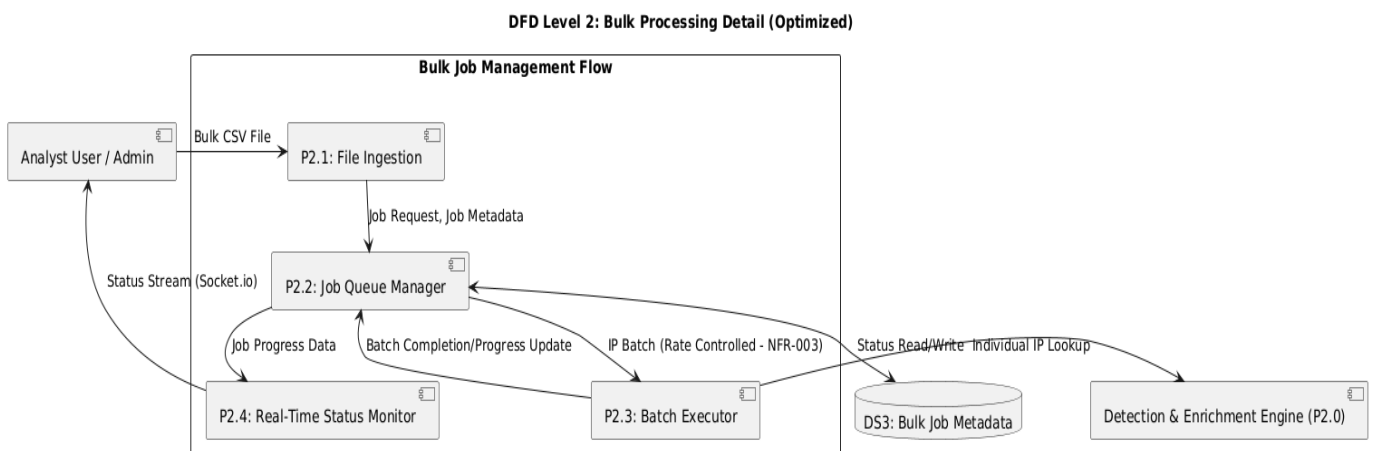 DFD Level 2: Bulk Processing Detail (Optimized)
Bulk Job Management Flow
Analyst User / Admin
Bulk CSV File
P2.1: File Ingestion
Job Request, Job Metadata
Status Stream (Socket.io)
P2.2: Job Queue Manager
Job Progress Data
Batch Completion/Progress Update
IP Batch (Rate Controlled - NFR-003)
Status Read/Write
Individual IP Lookup
P2.4: Real-Time Status Monitor
P2.3: Batch Executor
DS3: Bulk Job Metadata
Detection & Enrichment Engine (P2.0)